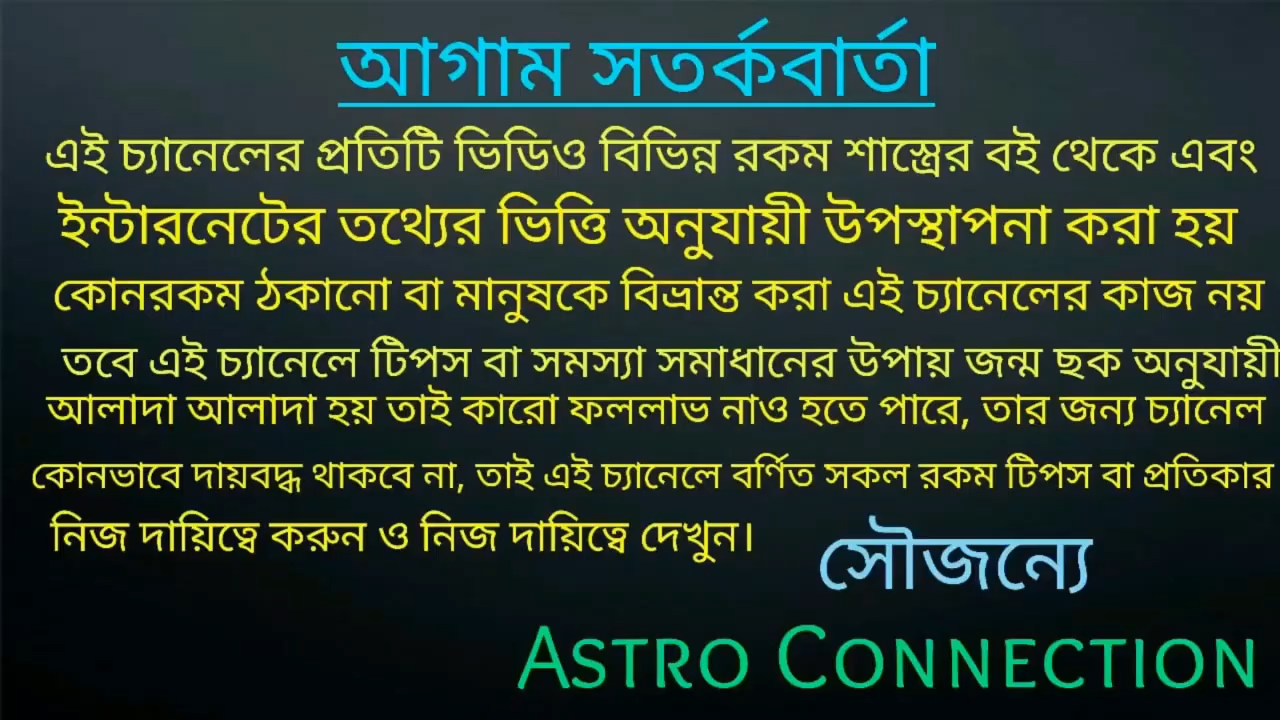 আগাম সতর্কবার্তা
এই চ্যানেলের প্রতিটি ভিডিও বিভিন্ন রকম শাস্ত্রের বই থেকে এবং
ইন্টারনেটের তথ্যের ভিত্তি অনুযায়ী উপস্থাপনা করা হয়
কোনরকম ঠকানো বা মানুষকে বিভ্রান্ত করা এই চ্যানেলের কাজ নয়
তবে এই চ্যানেলে টিপস বা সমস্যা সমাধানের উপায় জন্ম ছক অনুযায়ী
আলাদা আলাদা হয় তাই কারো ফললাভ নাও হতে পারে, তার জন্য চ্যানেল
কোনভাবে দায়বদ্ধ থাকবে না, তাই এই চ্যানেলে বর্ণিত সকল রকম টিপস বা প্রতিকার
নিজ দায়িত্বে করুন ও নিজ দায়িত্বে দেখুন।
সৌজন্যে
ASTRO CONNECTION